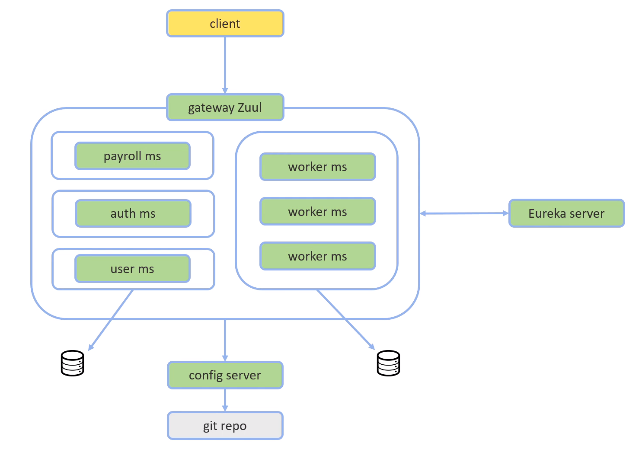 client
gateway Zuul
payroll ms
auth ms
user ms
worker ms
worker ms
worker ms
Eureka server
config server
git repo